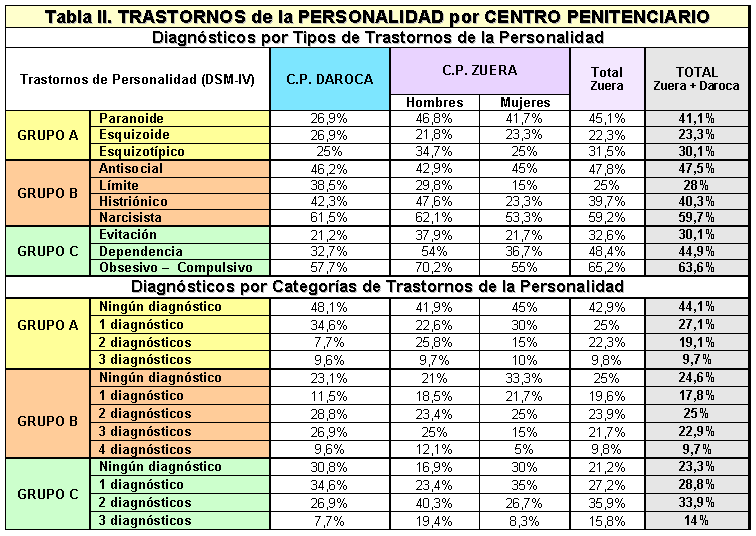 Tabla II. TRASTORNOS de la PERSONALIDAD por CENTRO PENITENCIARIO
Diagnósticos por Tipos de Trastornos de la Personalidad
Trastornos de Personalidad (DSM-IV) C.P. DAROCA C.P. ZUERA Total Zuera TOTAL Zuera + Daroca
Hombres Mujeres
GRUPO A Paranoide 26,9% 46,8% 41,7% 45,1% 41,1%
Esquizoide 26,9% 21,8% 23,3% 22,3% 23,3%
Esquizotípico 25% 34,7% 25% 31,5% 30,1%
GRUPO B Antisocial 46,2% 42,9% 45% 47,8% 47,5%
Límite 38,5% 29,8% 15% 25% 28%
Histriónico 42,3% 47,6% 23,3% 39,7% 40,3%
Narcisista 61,5% 62,1% 53,3% 59,2% 59,7%
GRUPO C Evitación 21,2% 37,9% 21,7% 32,6% 30,1%
Dependencia 32,7% 54% 36,7% 48,4% 44,9%
Obsesivo – Compulsivo 57,7% 70,2% 55% 65,2% 63,6%
Diagnósticos por Categorías de Trastornos de la Personalidad
GRUPO A Ningún diagnóstico 48,1% 41,9% 45% 42,9% 44,1%
1 diagnóstico 34,6% 22,6% 30% 25% 27,1%
2 diagnósticos 7,7% 25,8% 15% 22,3% 19,1%
3 diagnósticos 9,6% 9,7% 10% 9,8% 9,7%
GRUPO B Ningún diagnóstico 23,1% 21% 33,3% 25% 24,6%
1 diagnóstico 11,5% 18,5% 21,7% 19,6% 17,8%
2 diagnósticos 28,8% 23,4% 25% 23,9% 25%
3 diagnósticos 26,9% 25% 15% 21,7% 22,9%
4 diagnósticos 9,6% 12,1% 5% 9,8% 9,7%
GRUPO C Ningún diagnóstico 30,8% 16,9% 30% 21,2% 23,3%
1 diagnóstico 34,6% 23,4% 35% 27,2% 28,8%
2 diagnósticos 26,9% 40,3% 26,7% 35,9% 33,9%
3 diagnósticos 7,7% 19,4% 8,3% 15,8% 14%